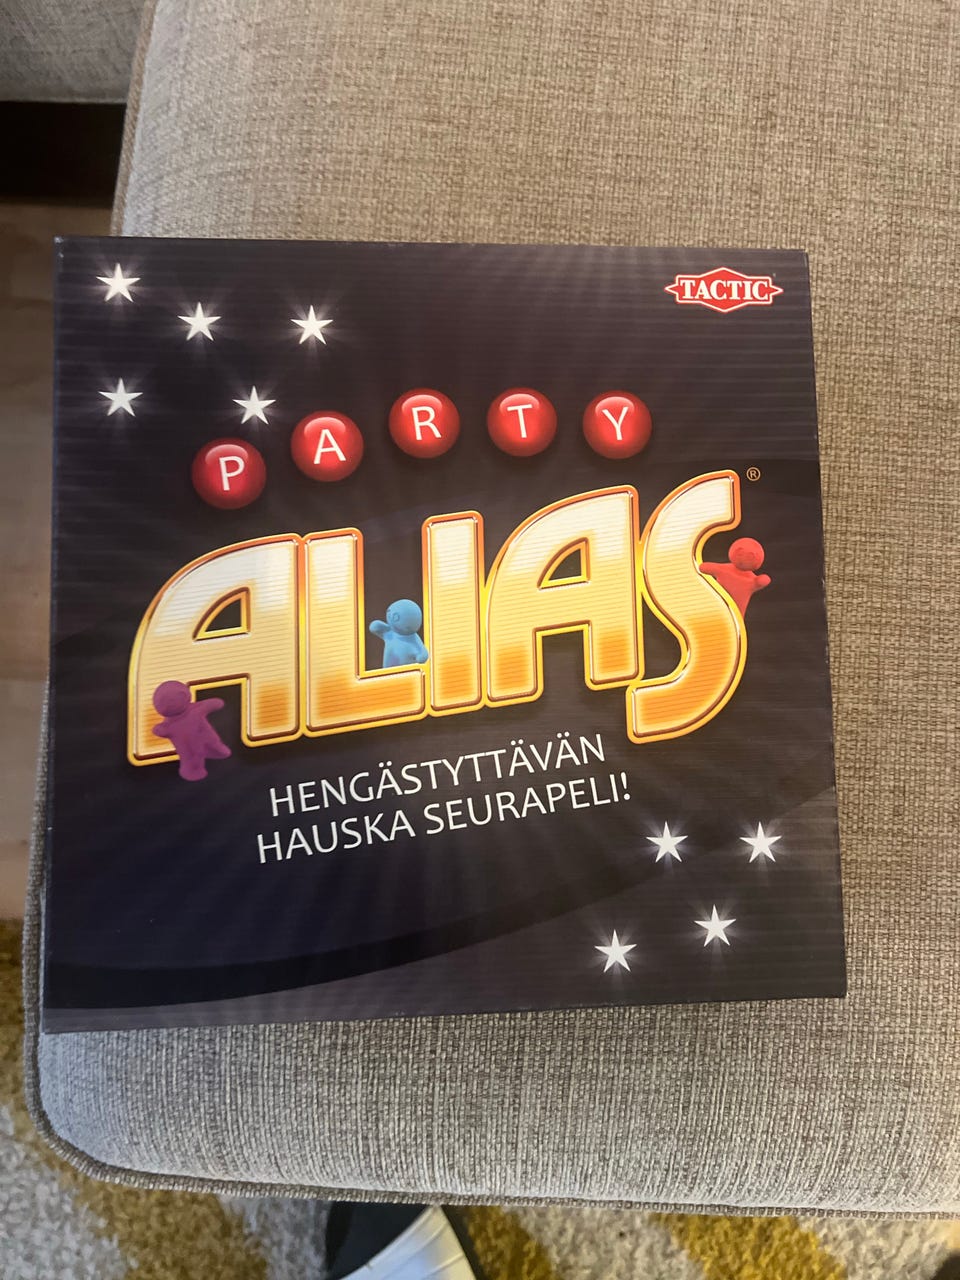 TACTIC
PARTY
ALIAS®
HENGÄSTYTTÄVÄN
HAUSKA SEURAPELI!